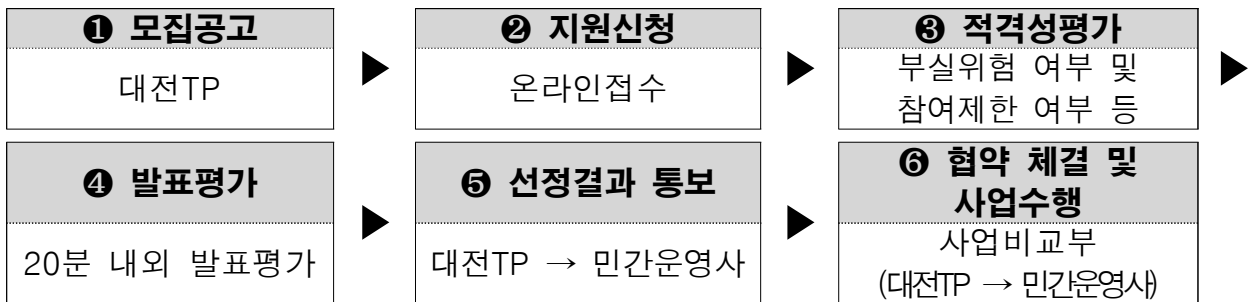 ❶ 모집공고
대전TP
▶
❷ 지원신청
온라인접수
▶
❸ 적격성평가
부실위험 여부 및
참여제한 여부 등
▶
❹ 발표평가
20분 내외 발표평가
▶
❺ 선정결과 통보
대전TP → 민간운영사
▶
❻ 협약 체결 및
사업수행
사업비교부
(대전TP → 민간운영사)